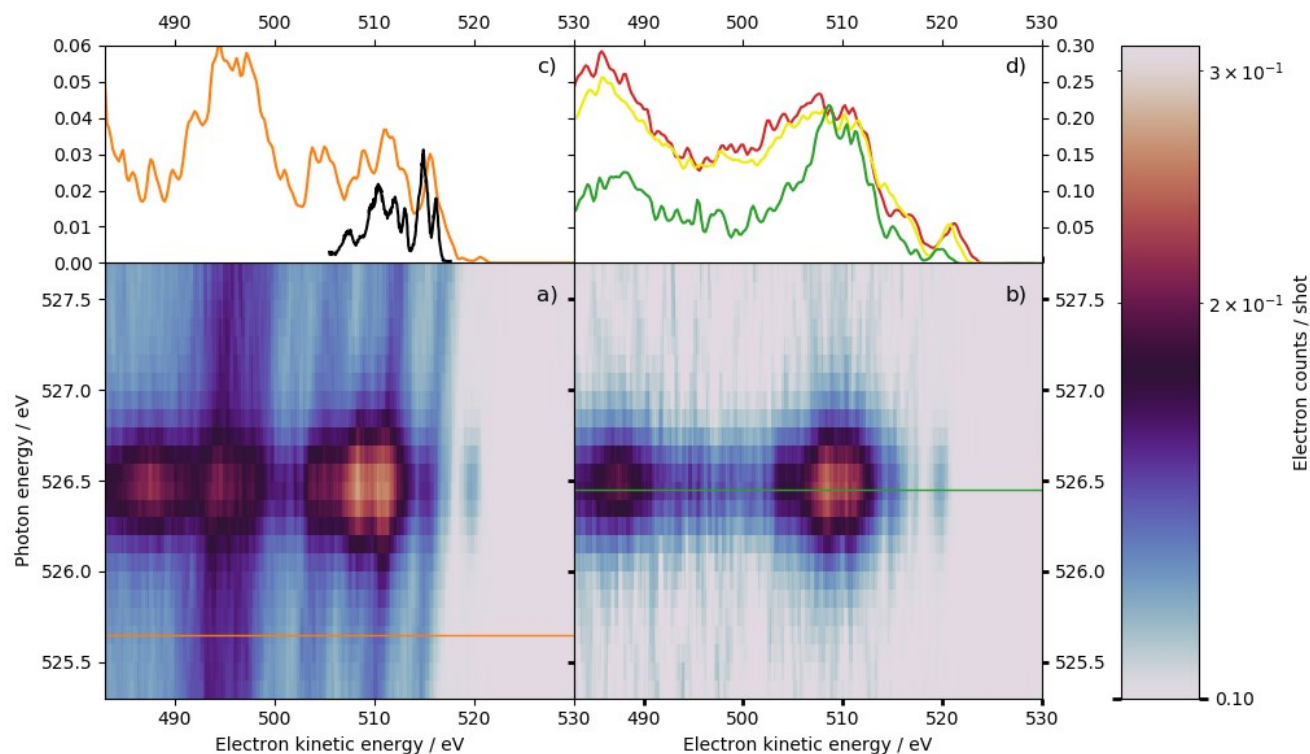 490 500 510 520 530 490 500 510 520 530
0.06 0.30
c) d)
0.05 0.25
0.04 0.20
0.03 0.15
0.02 0.10
0.01 0.05
0.00
a) b)
527.5 527.5
527.0 527.0
526.5 526.5
526.0 526.0
525.5 525.5
Photon energy / eV
490 500 510 520 530 490 500 510 520 530
Electron kinetic energy / eV Electron kinetic energy / eV
3 × 10⁻¹
2 × 10⁻¹
0.10
Electron counts / shot